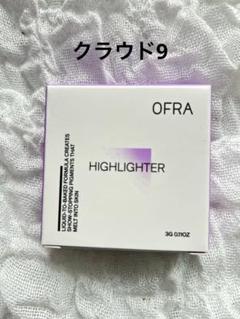 クラウド9
OFRA
HIGHLIGHTER
LIQUID-TO-BAKED FORMULA CREATES
SHOW-STOPPING PIGMENTS THAT
MELT INTO SKIN
3G 0.11OZ